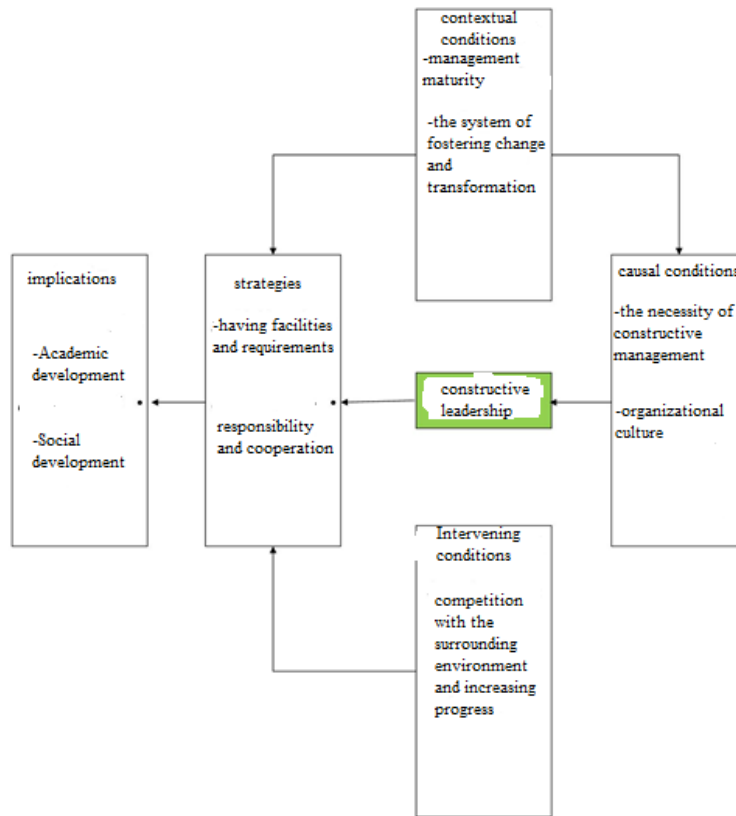 contextual
conditions
-management
maturity
-the system of
fostering change
and
transformation
implications
-Academic
development
-Social
development
strategies
-having facilities
and requirements
responsibility
and cooperation
constructive
leadership
causal conditions
-the necessity of
constructive
management
-organizational
culture
Intervening
conditions
competition
with the
surrounding
environment
and increasing
progress